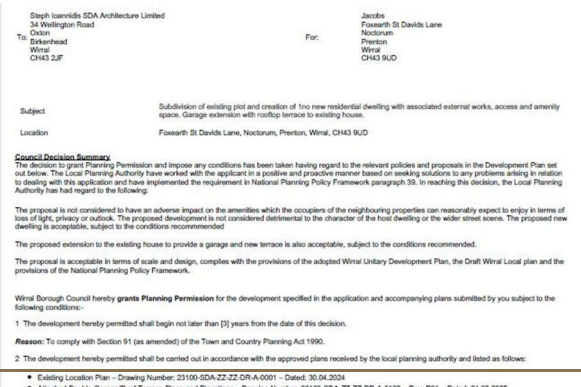 Steph Ioannidis SDA Architecture Limited
34 Wellington Road
Oxton
To: Birkenhead
Wirral
CH43 2JF
For:
Jacobs
Foxearth St Davids Lane
Noctorum
Prenton
Wirral
CH43 9UD
Subject
Subdivision of existing plot and creation of 1no new residential dwelling with associated external works, access and amenity
space. Garage extension with rooftop terrace to existing house.
Location
Foxearth St Davids Lane, Noctorum, Prenton, Wirral, CH43 9UD
Council Decision Summary
The decision to grant Planning Permission and impose any conditions has been taken having regard to the relevant policies and proposals in the Development Plan set
out below. The Local Planning Authority have worked with the applicant in a positive and proactive manner based on seeking solutions to any problems arising in relation
to dealing with this application and have implemented the requirement in National Planning Policy Framework paragraph 39. In reaching this decision, the Local Planning
Authority has had regard to the following:
The proposal is not considered to have an adverse impact on the amenities which the occupiers of the neighbouring properties can reasonably expect to enjoy in terms of
loss of light, privacy or outlook. The proposed development is not considered detrimental to the character of the host dwelling or the wider street scene. The proposed new
dwelling is acceptable, subject to the conditions recommmended
The proposed extension to the existing house to provide a garage and new terrace is also acceptable, subject to the conditions recommended.
The proposal is acceptable in terms of scale and design, complies with the provisions of the adopted Wirral Unitary Development Plan, the Draft Wirral Local plan and the
provisions of the National Planning Policy Framework.
Wirral Borough Council hereby grants Planning Permission for the development specified in the application and accompanying plans submitted by you subject to the
following conditions:-
1 The development hereby permitted shall begin not later than [3] years from the date of this decision.
Reason: To comply with Section 91 (as amended) of the Town and Country Planning Act 1990.
2 The development hereby permitted shall be carried out in accordance with the approved plans received by the local planning authority and listed as follows:
• Existing Location Plan – Drawing Number: 23100-SDA-ZZ-ZZ-DR-A-0001 – Dated: 30.04.2024